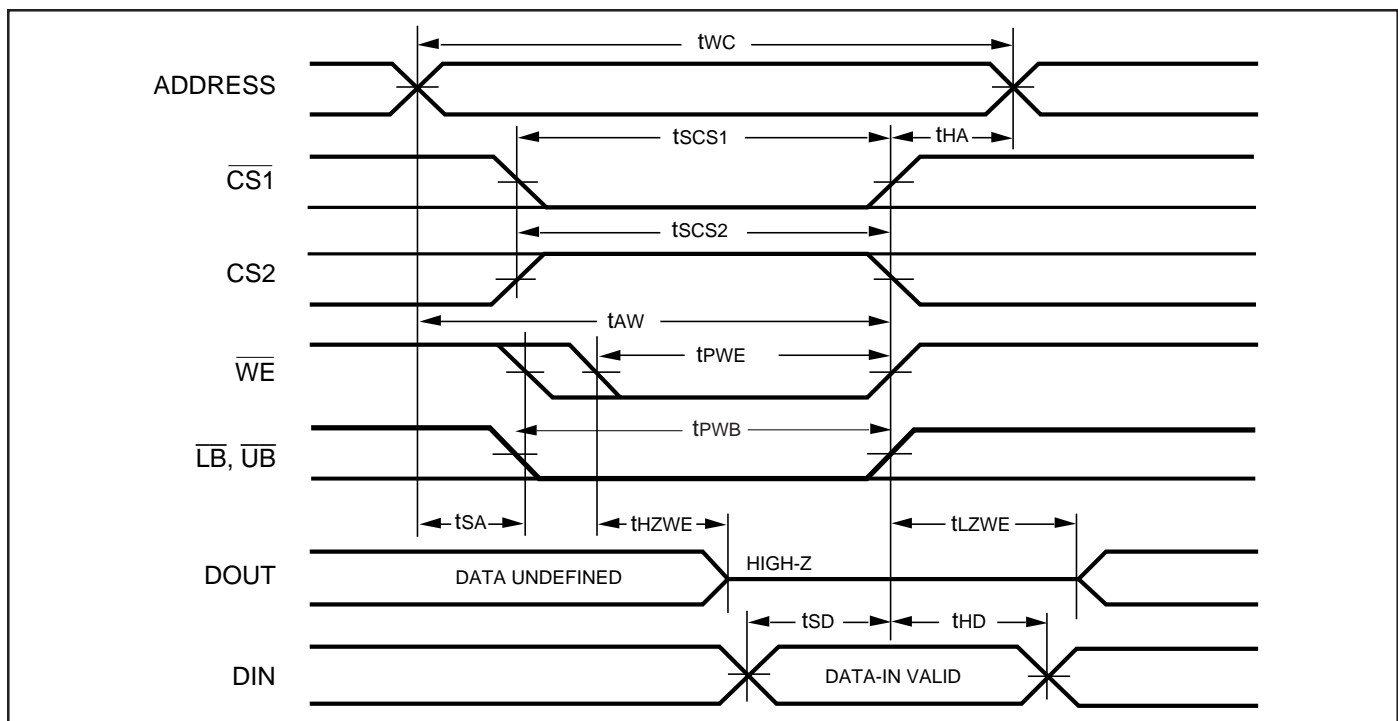 tWC
ADDRESS
tSCS1
tHA
CS1
tSCS2
CS2
tAW
WE
tPWE
tPWB
LB, UB
tSA
tHZWE
tLZWE
DOUT
DATA UNDEFINED
HIGH-Z
tSD
tHD
DIN
DATA-IN VALID